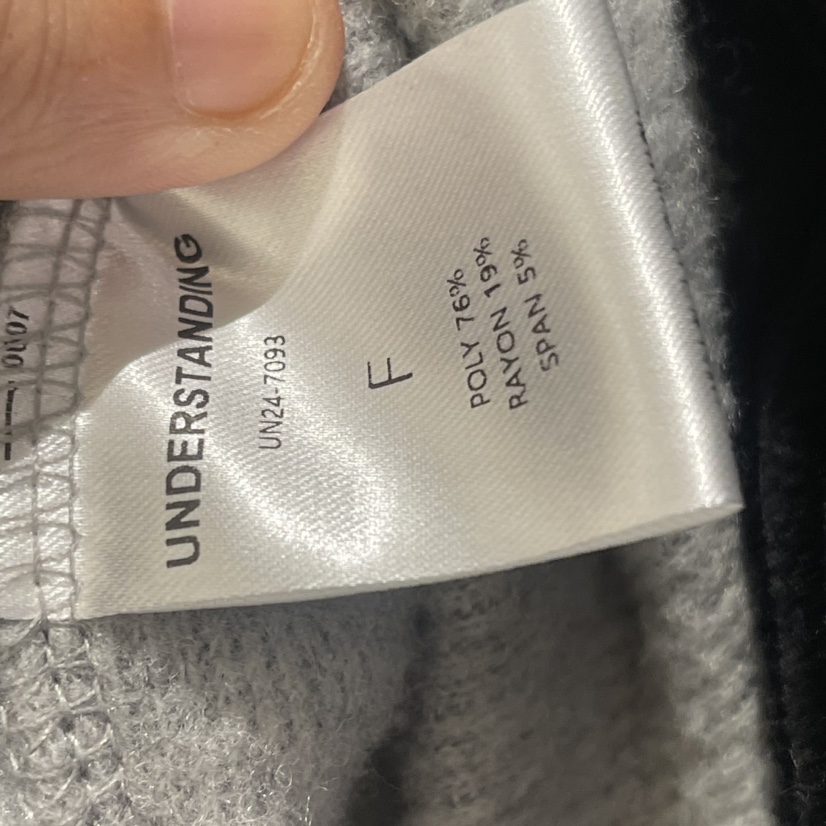 UNDERSTANDING
UN24-7093
F
POLY 76%
RAYON 19%
SPAN 5%